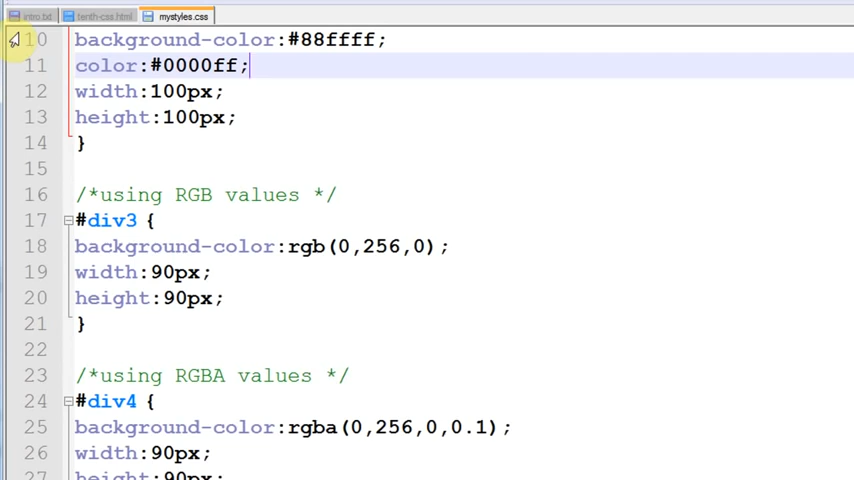 intro.txt tenth-css.html mystyles.css
10 background-color:#88ffff;
11 color:#0000ff;
12 width:100px;
13 height:100px;
14 }
15
16 /*using RGB values */
17 #div3 {
18 background-color:rgb(0,256,0);
19 width:90px;
20 height:90px;
21 }
22
23 /*using RGBA values */
24 #div4 {
25 background-color:rgba(0,256,0,0.1);
26 width:90px;
27 height:90px;